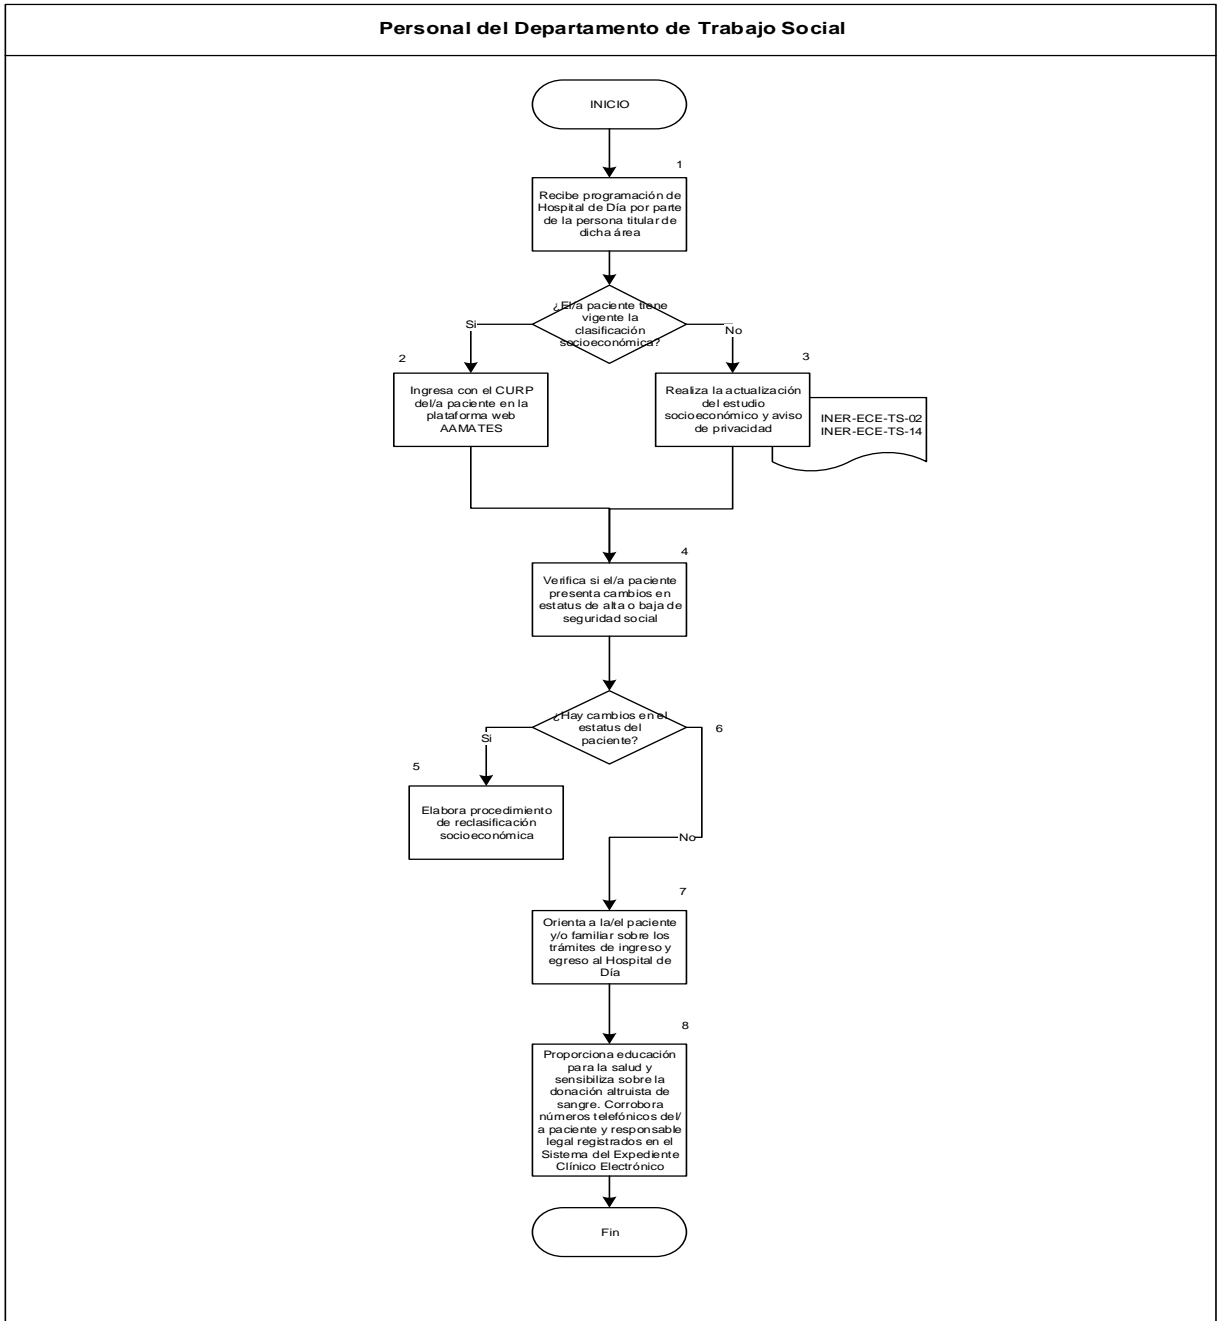 Personal del Departamento de Trabajo Social
INICIO
1
Recibe programación de
Hospital de Día por parte
de la persona titular de
dicha área
¿El/a paciente tiene
vigente la
clasificación
socioeconómica?
Si
No
2
Ingresa con el CURP
del/a paciente en la
plataforma web
AAMATES
3
Realiza la actualización
del estudio
socioeconómico y aviso
de privacidad
INER-ECE-TS-02
INER-ECE-TS-14
4
Verifica si el/a paciente
presenta cambios en
estatus de alta o baja de
seguridad social
¿Hay cambios en el
estatus del
paciente?
Si
6
5
Elabora procedimiento
de reclasificación
socioeconómica
No
7
Orienta a la/el paciente
y/o familiar sobre los
trámites de ingreso y
egreso al Hospital de
Día
8
Proporciona educación
para la salud y
sensibiliza sobre la
donación altruista de
sangre. Corrobora
números telefónicos del/
a paciente y responsable
legal registrados en el
Sistema del Expediente
Clínico Electrónico
Fin